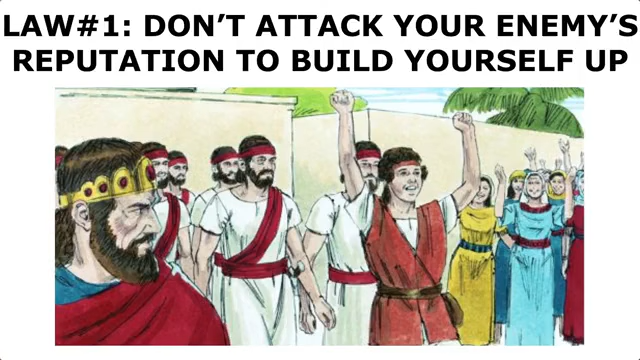 LAW#1: DON’T ATTACK YOUR ENEMY’S
REPUTATION TO BUILD YOURSELF UP